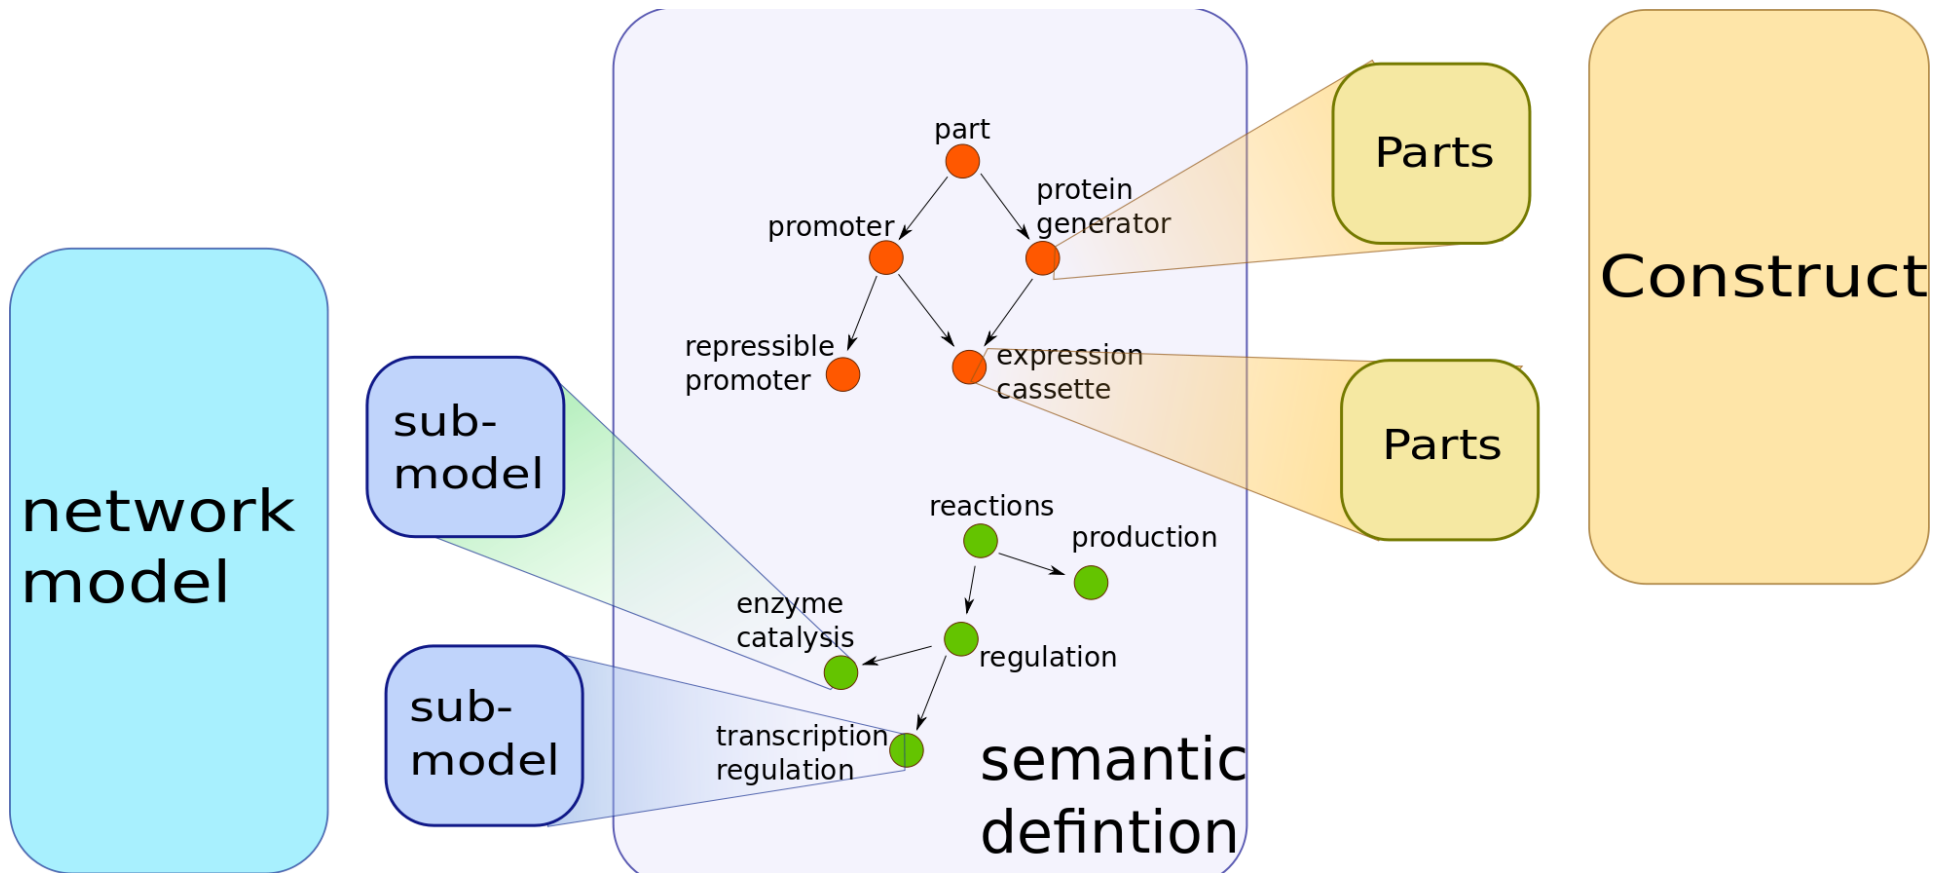 network
model
sub-
model
sub-
model
part
promoter
protein
generator
repressible
promoter
expression
cassette
reactions
production
enzyme
catalysis
regulation
transcription
regulation
semantic
defintion
Parts
Parts
Construct